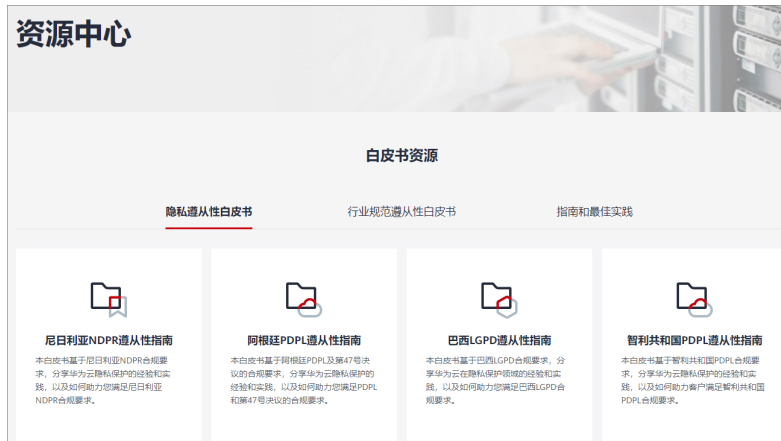 资源中心
白皮书资源
隐私遵从性白皮书
行业规范遵从性白皮书
指南和最佳实践
尼日利亚NDPR遵从性指南
本白皮书基于尼日利亚NDPR合规要
求，分享华为云隐私保护的经验和实
践，以及如何助力您满足尼日利亚
NDPR合规要求。
阿根廷PDPL遵从性指南
本白皮书基于阿根廷PDPL及第47号决
议的合规要求，分享华为云隐私保护的
经验和实践，以及如何助力您满足PDPL
和第47号决议的合规要求。
巴西LGPD遵从性指南
本白皮书基于巴西LGPD合规要求，分
享华为云在隐私保护领域的经验和实
践，以及如何助力您满足巴西LGPD合
规要求。
智利共和国PDPL遵从性指南
本白皮书基于智利共和国PDPL合规要
求，分享华为云隐私保护的经验和实
践，以及如何助力客户满足智利共和国
PDPL合规要求。